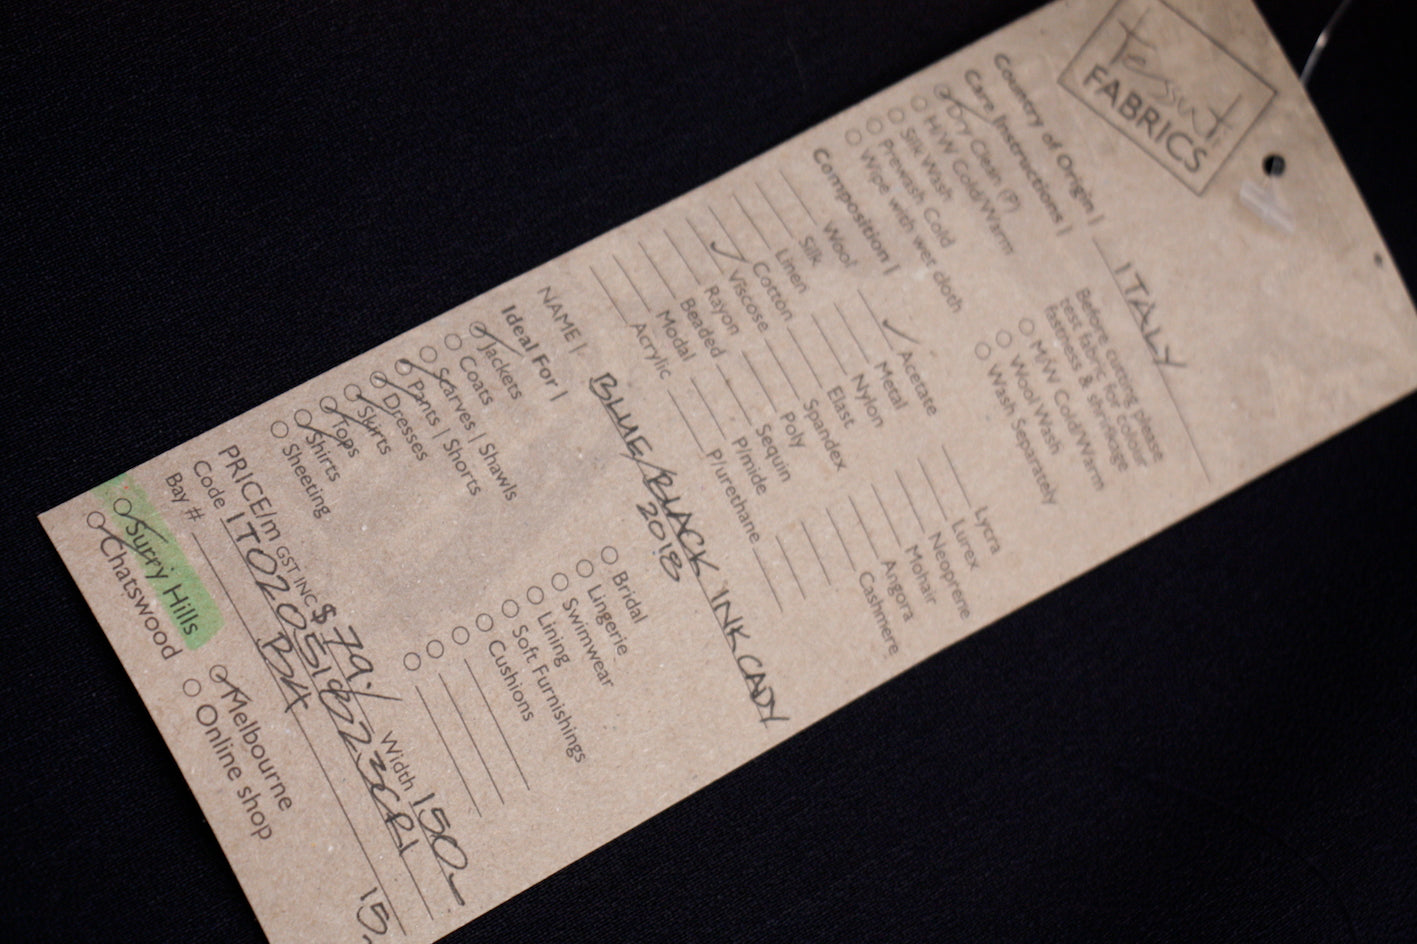 tessuti
FABRICS
Country of Origin | ITALY
Care Instructions |
Before cutting please
test fabric for colour
fastness & shrinkage
Dry Clean (P)
H/W Cold/Warm
Silk Wash
Prewash Cold
Wipe with wet cloth
M/W Cold/Warm
Wool Wash
Wash Separately
Composition |
Wool
Silk
Linen
Cotton
Viscose
Rayon
Beaded
Modal
Acrylic
Acetate
Metal
Nylon
Elast
Spandex
Poly
Sequin
P/mide
P/urethane
Lycra
Lurex
Neoprene
Mohair
Angora
Cashmere
NAME | BLUE/BLACK INK CADY
2018
Ideal For |
Jackets
Coats
Scarves | Shawls
Pants | Shorts
Dresses
Skirts
Tops
Shirts
Sheeting
Bridal
Lingerie
Swimwear
Lining
Soft Furnishings
Cushions
PRICE/m GST INC $ 79./ Width 150
Code
Bay #
15.
Surry Hills
Chatswood
Melbourne
Online shop